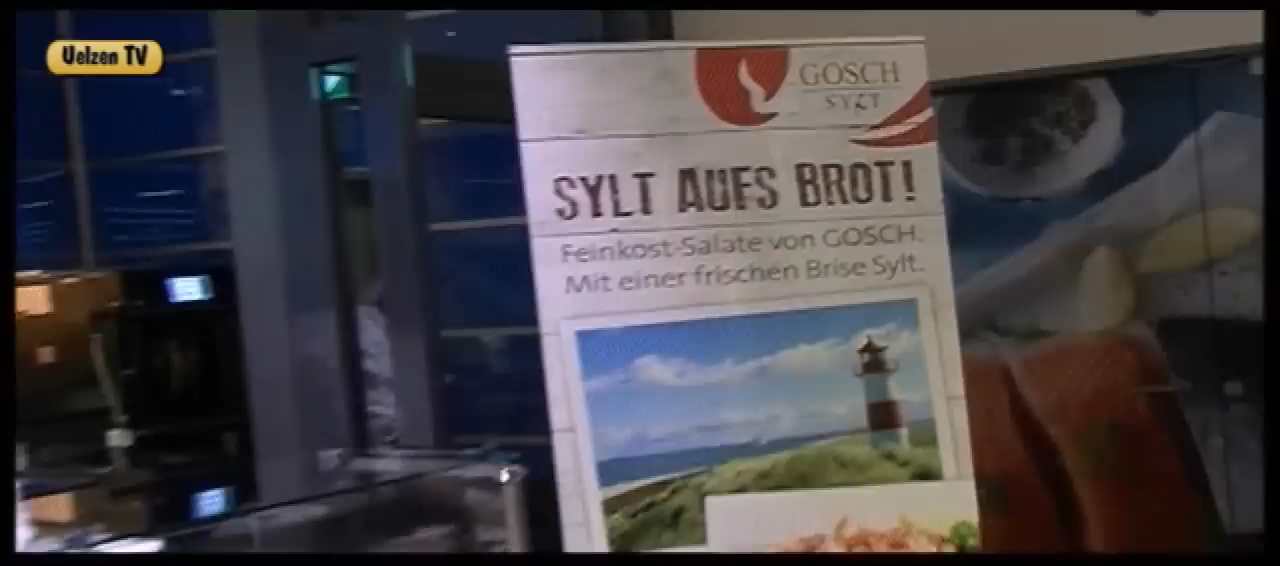 Uelzen TV
GOSCH
SYLT
SYLT AUFS BROT!
Feinkost-Salate von GOSCH.
Mit einer frischen Brise Sylt.